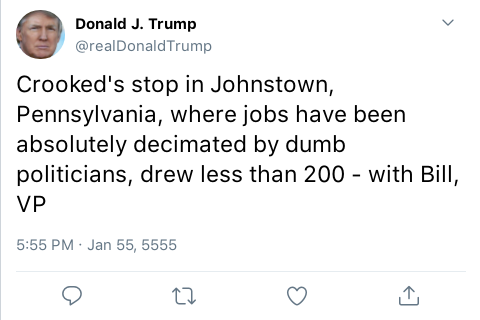 Donald J. Trump
@realDonaldTrump
Crooked's stop in Johnstown,
Pennsylvania, where jobs have been
absolutely decimated by dumb
politicians, drew less than 200 - with Bill,
VP
5:55 PM · Jan 55, 5555